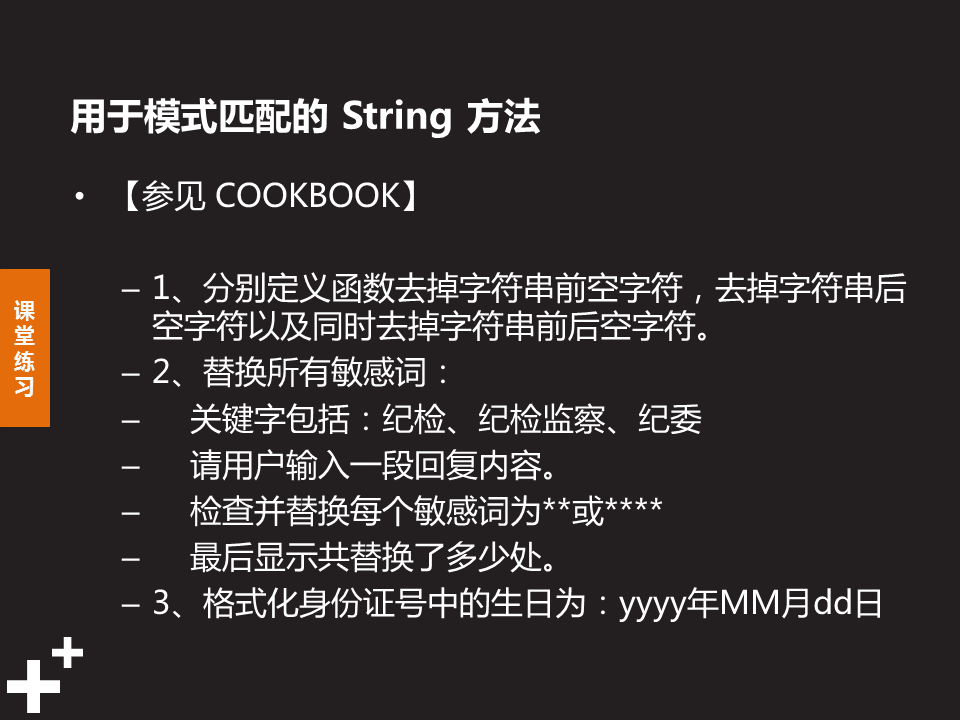 用于模式匹配的 String 方法
• 【参见 COOKBOOK】
– 1、分别定义函数去掉字符串前空字符，去掉字符串后
空字符以及同时去掉字符串前后空字符。
– 2、替换所有敏感词：
– 关键字包括：纪检、纪检监察、纪委
– 请用户输入一段回复内容。
– 检查并替换每个敏感词为**或****
– 最后显示共替换了多少处。
– 3、格式化身份证号中的生日为：yyyy年MM月dd日
课
堂
练
习